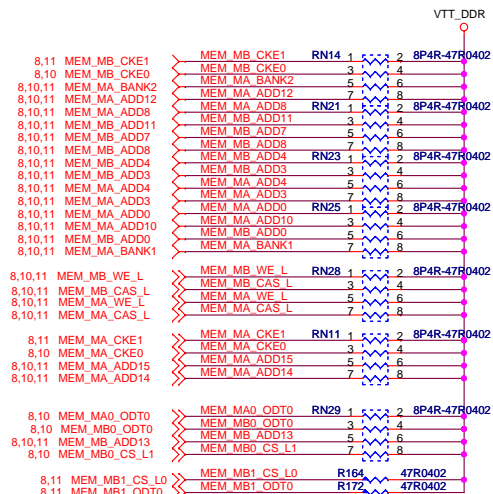 VTT_DDR
8,11 MEM_MB_CKE1 MEM_MB_CKE1 RN14 1 2 8P4R-47R0402
8,10 MEM_MB_CKE0 MEM_MB_CKE0 3 4
8,10,11 MEM_MA_BANK2 MEM_MA_BANK2 5 6
8,10,11 MEM_MA_ADD12 MEM_MA_ADD12 7 8
8,10,11 MEM_MA_ADD8 MEM_MA_ADD8 RN21 1 2 8P4R-47R0402
8,10,11 MEM_MB_ADD11 MEM_MB_ADD11 3 4
8,10,11 MEM_MB_ADD7 MEM_MB_ADD7 5 6
8,10,11 MEM_MB_ADD8 MEM_MB_ADD8 7 8
8,10,11 MEM_MB_ADD4 MEM_MB_ADD4 RN23 1 2 8P4R-47R0402
8,10,11 MEM_MB_ADD3 MEM_MB_ADD3 3 4
8,10,11 MEM_MA_ADD4 MEM_MA_ADD4 5 6
8,10,11 MEM_MA_ADD3 MEM_MA_ADD3 7 8
8,10,11 MEM_MA_ADD0 MEM_MA_ADD0 RN25 1 2 8P4R-47R0402
8,10,11 MEM_MA_ADD10 MEM_MA_ADD10 3 4
8,10,11 MEM_MB_ADD0 MEM_MB_ADD0 5 6
8,10,11 MEM_MA_BANK1 MEM_MA_BANK1 7 8
8,10,11 MEM_MB_WE_L MEM_MB_WE_L RN28 1 2 8P4R-47R0402
8,10,11 MEM_MB_CAS_L MEM_MB_CAS_L 3 4
8,10,11 MEM_MA_WE_L MEM_MA_WE_L 5 6
8,10,11 MEM_MA_CAS_L MEM_MA_CAS_L 7 8
8,11 MEM_MA_CKE1 MEM_MA_CKE1 RN11 1 2 8P4R-47R0402
8,10 MEM_MA_CKE0 MEM_MA_CKE0 3 4
8,10,11 MEM_MA_ADD15 MEM_MA_ADD15 5 6
8,10,11 MEM_MA_ADD14 MEM_MA_ADD14 7 8
8,10 MEM_MA0_ODT0 MEM_MA0_ODT0 RN29 1 2 8P4R-47R0402
8,10 MEM_MB0_ODT0 MEM_MB0_ODT0 3 4
8,10,11 MEM_MB_ADD13 MEM_MB_ADD13 5 6
8,10 MEM_MB0_CS_L1 MEM_MB0_CS_L1 7 8
8,11 MEM_MB1_CS_L0 MEM_MB1_CS_L0 R164 47R0402
8,11 MEM_MB1_ODT0 MEM_MB1_ODT0 R172 47R0402